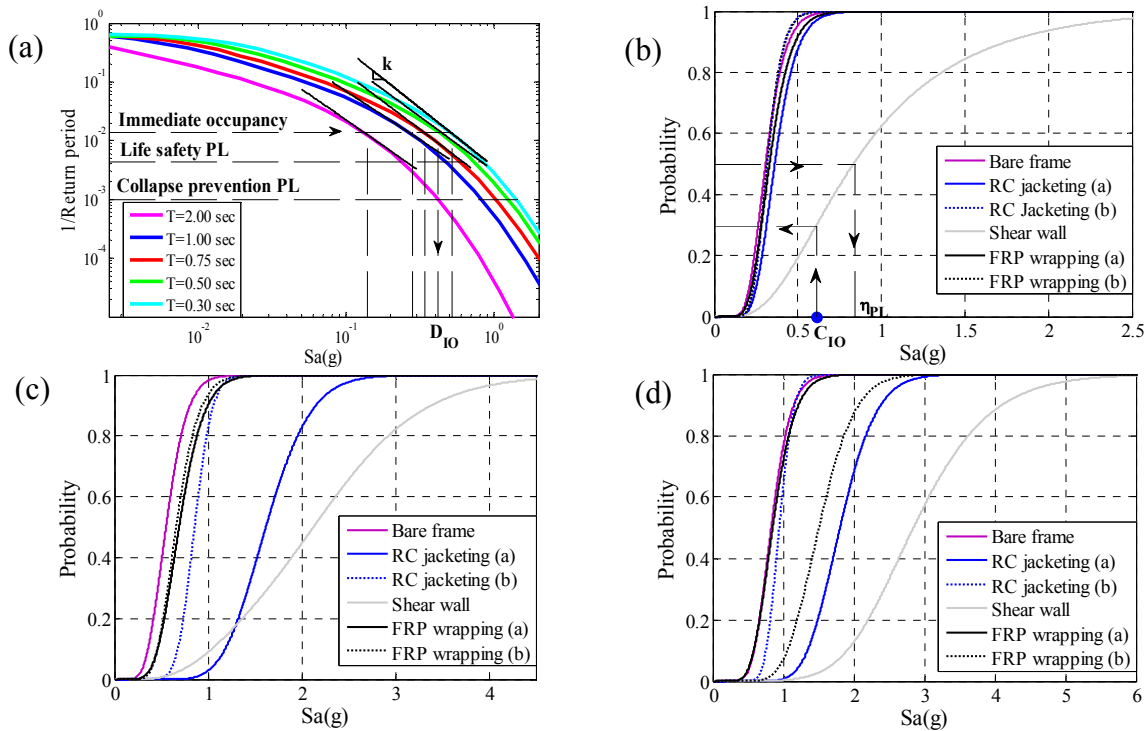 (a)
10^0
10^-1
10^-2
10^-3
10^-4
1/Return period
k
Immediate occupancy
Life safety PL
Collapse prevention PL
T=2.00 sec
T=1.00 sec
T=0.75 sec
T=0.50 sec
T=0.30 sec
10^-2 10^-1 10^0
D_IO
Sa(g)
(b)
1
0.8
0.6
0.4
0.2
0
Probability
Bare frame
RC jacketing (a)
RC Jacketing (b)
Shear wall
FRP wrapping (a)
FRP wrapping (b)
η_PL
0 0.5 1 1.5 2 2.5
C_IO
Sa(g)
(c)
1
0.8
0.6
0.4
0.2
0
Probability
Bare frame
RC jacketing (a)
RC jacketing (b)
Shear wall
FRP wrapping (a)
FRP wrapping (b)
0 1 2 3 4
Sa(g)
(d)
1
0.8
0.6
0.4
0.2
0
Probability
Bare frame
RC jacketing (a)
RC jacketing (b)
Shear wall
FRP wrapping (a)
FRP wrapping (b)
0 1 2 3 4 5 6
Sa(g)